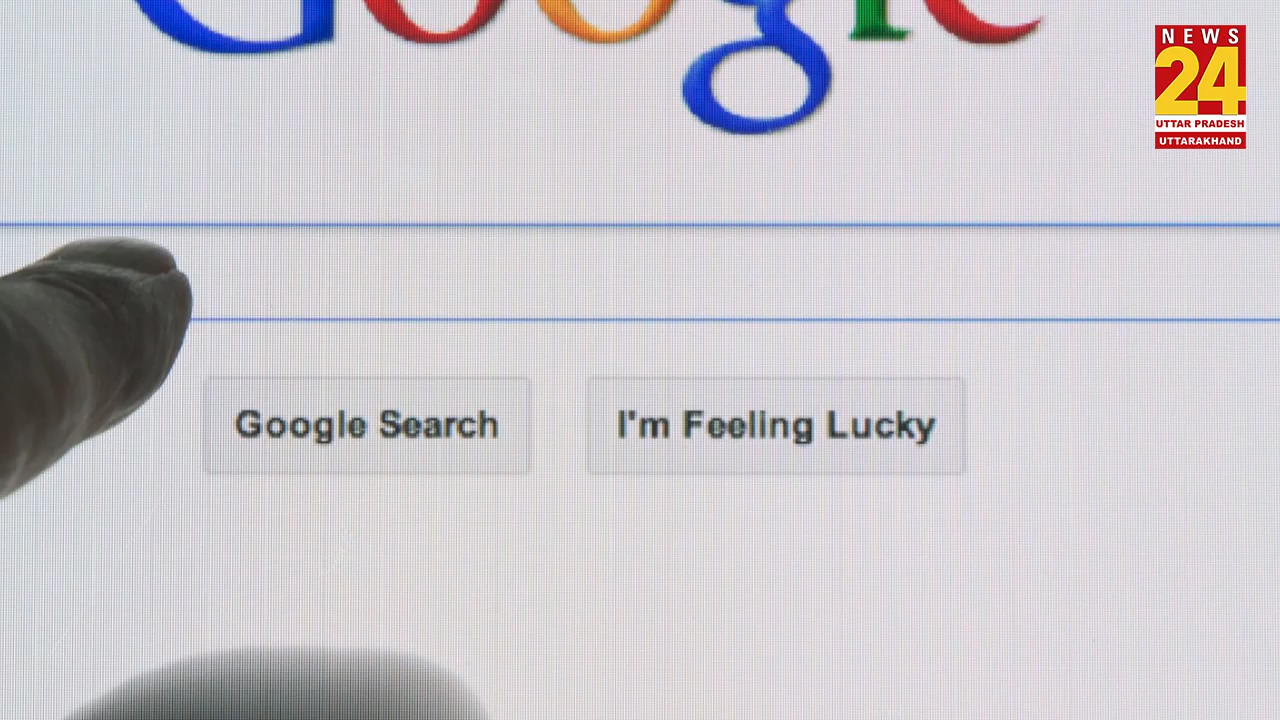 Google
NEWS
24
UTTAR PRADESH
UTTARAKHAND
Google Search
I'm Feeling Lucky